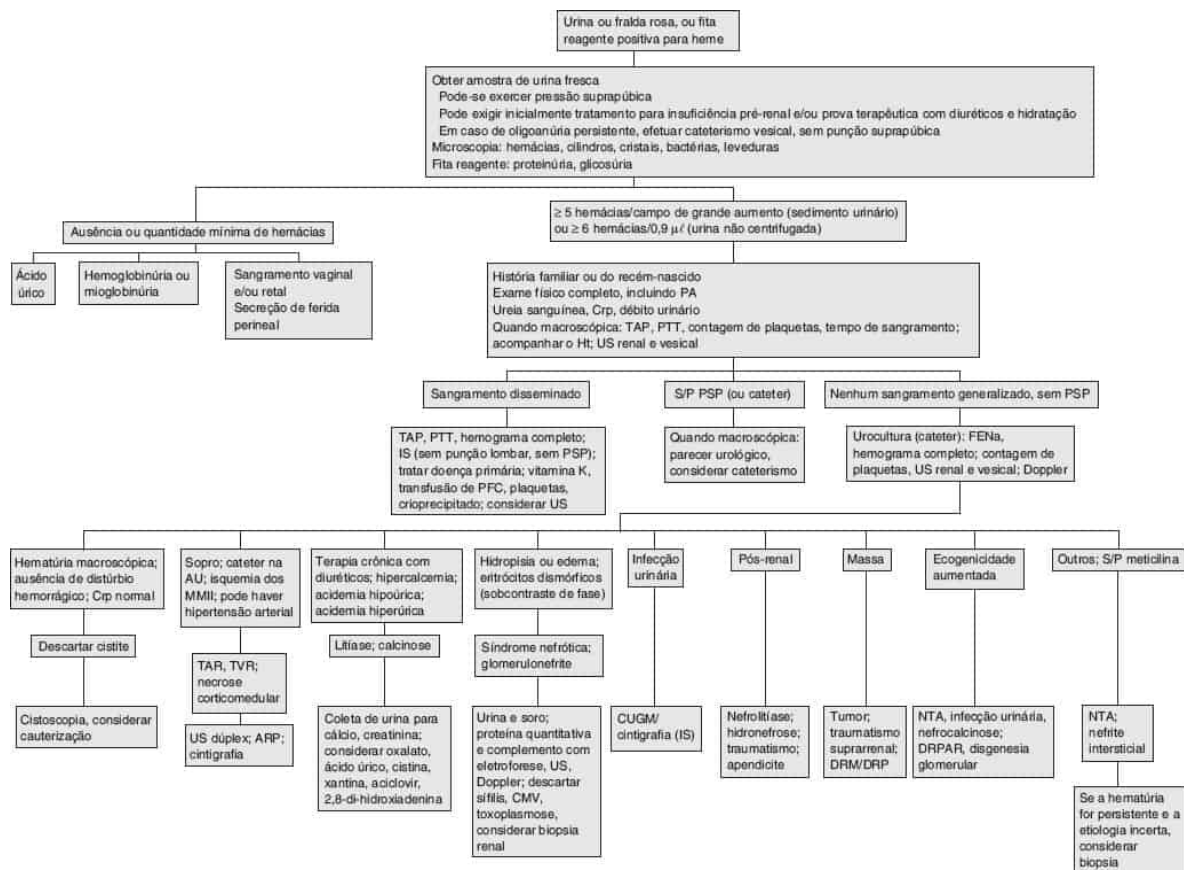 Urina ou fralda rosa, ou fita
reagente positiva para heme
Obter amostra de urina fresca
Pode-se exercer pressão suprapúbica
Pode exigir inicialmente tratamento para insuficiência pré-renal e/ou prova terapêutica com diuréticos e hidratação
Em caso de oligoanúria persistente, efetuar cateterismo vesical, sem punção suprapúbica
Microscopia: hemácias, cilindros, cristais, bactérias, leveduras
Fita reagente: proteinúria, glicosúria
Ausência ou quantidade mínima de hemácias
≥ 5 hemácias/campo de grande aumento (sedimento urinário)
ou ≥ 6 hemácias/0,9 μℓ (urina não centrifugada)
Ácido
úrico
Hemoglobinúria ou
mioglobinúria
Sangramento vaginal
e/ou retal
Secreção de ferida
perineal
História familiar ou do recém-nascido
Exame físico completo, incluindo PA
Ureia sanguínea, Crp, débito urinário
Quando macroscópica: TAP, PTT, contagem de plaquetas, tempo de sangramento;
acompanhar o Ht; US renal e vesical
Sangramento disseminado
S/P PSP (ou cateter)
Nenhum sangramento generalizado, sem PSP
TAP, PTT, hemograma completo;
IS (sem punção lombar, sem PSP);
tratar doença primária; vitamina K,
transfusão de PFC, plaquetas,
crioprecipitado; considerar US
Quando macroscópica:
parecer urológico,
considerar cateterismo
Urocultura (cateter): FENa,
hemograma completo; contagem de
plaquetas, US renal e vesical; Doppler
Hematúria macroscópica;
ausência de distúrbio
hemorrágico; Crp normal
Descartar cistite
Cistoscopia, considerar
cauterização
Sopro; cateter na
AU; isquemia dos
MMII; pode haver
hipertensão arterial
TAR, TVR;
necrose
corticomedular
US dúplex; ARP;
cintigrafia
Terapia crônica com
diuréticos; hipercalcemia;
acidemia hipoúrica;
acidemia hiperúrica
Litíase; calcinose
Coleta de urina para
cálcio, creatinina;
considerar oxalato,
ácido úrico, cistina,
xantina, aciclovir,
2,8-di-hidroxiadenina
Hidropisia ou edema;
eritrócitos dismórficos
(sobcontraste de fase)
Síndrome nefrótica;
glomerulonefrite
Urina e soro;
proteína quantitativa
e complemento com
eletroforese, US,
Doppler; descartar
sífilis, CMV,
toxoplasmose,
considerar biopsia
renal
Infecção
urinária
CUGM/
cintigrafia (IS)
Pós-renal
Nefrolitíase;
hidronefrose;
traumatismo;
apendicite
Massa
Tumor;
traumatismo
suprarrenal;
DRM/DRP
Ecogenicidade
aumentada
NTA, infecção urinária,
nefrocalcinose;
DRPAR, disgenesia
glomerular
Outros; S/P meticilina
NTA;
nefrite
intersticial
Se a hematúria
for persistente e a
etiologia incerta,
considerar
biopsia